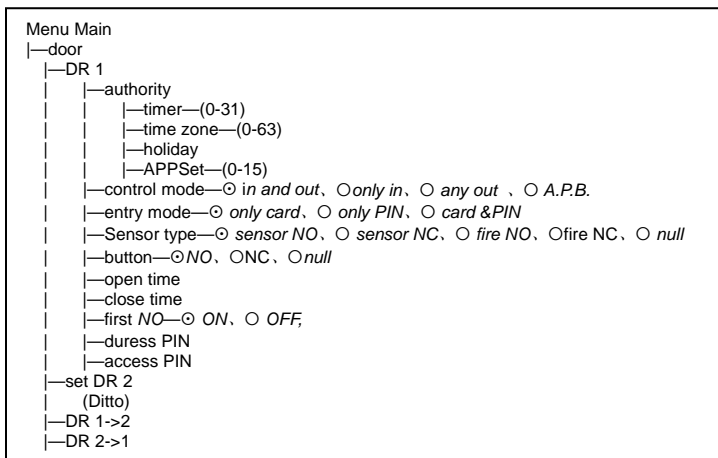 Menu Main
|—door
|—DR 1
| |—authority
| | |—timer—(0-31)
| | |—time zone—(0-63)
| | |—holiday
| | |—APPSet—(0-15)
| |—control mode—⊙ in and out、○only in、○ any out 、○ A.P.B.
| |—entry mode—⊙ only card、○ only PIN、○ card &PIN
| |—Sensor type—⊙ sensor NO、○ sensor NC、○ fire NO、○fire NC、○ null
| |—button—⊙NO、○NC、○null
| |—open time
| |—close time
| |—first NO—⊙ ON、○ OFF,
| |—duress PIN
| |—access PIN
|—set DR 2
| (Ditto)
|—DR 1->2
|—DR 2->1